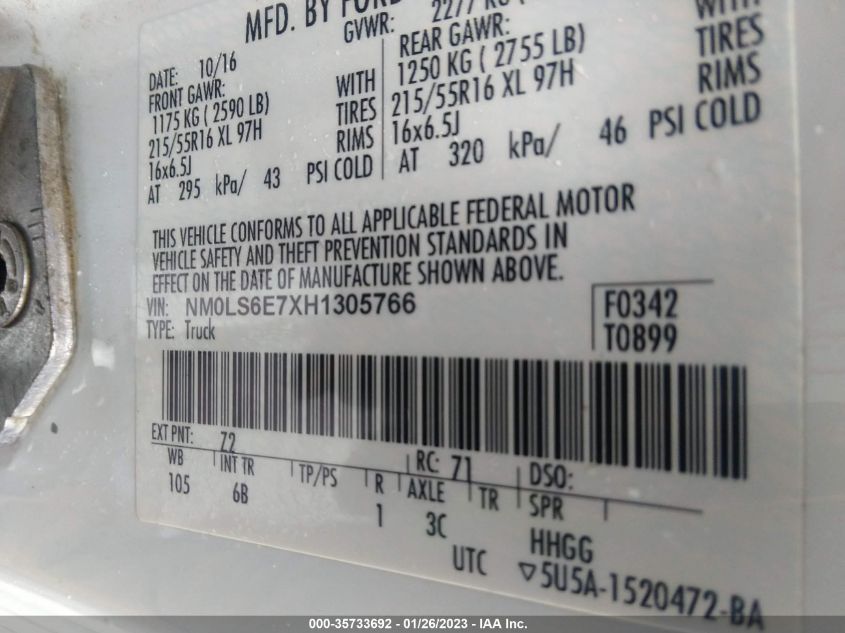 MFD. BY FORD
GVWR: 2277 KG (
DATE: 10/16
FRONT GAWR:
1175 KG ( 2590 LB) WITH
215/55R16 XL 97H TIRES
16x6.5J RIMS
AT 295 kPa/ 43 PSI COLD
REAR GAWR: WITH
1250 KG ( 2755 LB) TIRES
215/55R16 XL 97H RIMS
16x6.5J
AT 320 kPa/ 46 PSI COLD
THIS VEHICLE CONFORMS TO ALL APPLICABLE FEDERAL MOTOR
VEHICLE SAFETY AND THEFT PREVENTION STANDARDS IN
EFFECT ON THE DATE OF MANUFACTURE SHOWN ABOVE.
VIN: NM0LS6E7XH1305766
TYPE: Truck
F0342
T0899
EXT PNT: Z2 RC: 71 DSO:
WB INT TR TP/PS R AXLE TR SPR
105 6B 1 3C HHGG
UTC ▽5U5A-1520472-BA
000-35733692 / 01/26/2023 - IAA Inc.